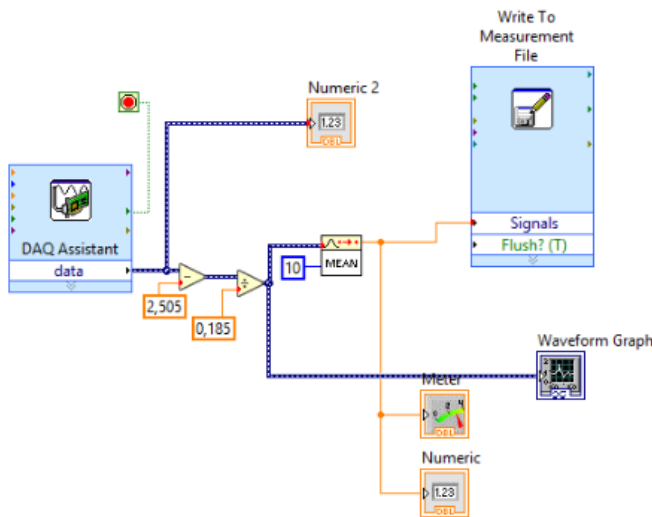 Write To
Measurement
File
Numeric 2
1.23
DBL
DAQ Assistant
data
Signals
Flush? (T)
10
MEAN
2,505
0,185
Waveform Graph
Meter
DBL
Numeric
1.23
DBL